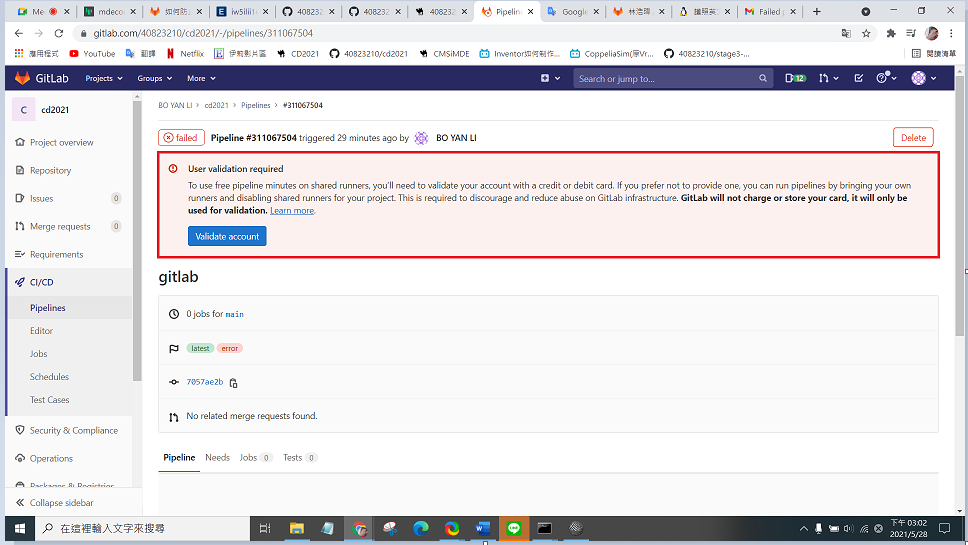 Me
mdeco
如何防
iw5ilii1
408232
408232
408232
Pipelin
Google
林浩瑋
護照英
Failed p
gitlab.com/40823210/cd2021/-/pipelines/311067504
應用程式
YouTube
翻譯
Netflix
伊莉影片區
CD2021
40823210/cd2021
CMSiMDE
Inventor如何制作...
CoppeliaSim(原Vr...
40823210/stage3-...
閱讀清單
GitLab
Projects
Groups
More
Search or jump to...
12
C
cd2021
BO YAN LI › cd2021 › Pipelines › #311067504
Project overview
Repository
Issues 0
Merge requests 0
Requirements
CI/CD
Pipelines
Editor
Jobs
Schedules
Test Cases
Security & Compliance
Operations
Packages & Registries
Collapse sidebar
failed Pipeline #311067504 triggered 29 minutes ago by BO YAN LI
Delete
User validation required
To use free pipeline minutes on shared runners, you'll need to validate your account with a credit or debit card. If you prefer not to provide one, you can run pipelines by bringing your own
runners and disabling shared runners for your project. This is required to discourage and reduce abuse on GitLab infrastructure. GitLab will not charge or store your card, it will only be
used for validation. Learn more.
Validate account
gitlab
0 jobs for main
latest error
7057ae2b
No related merge requests found.
Pipeline Needs Jobs 0 Tests 0
在這裡輸入文字來搜尋
下午 03:02
2021/5/28